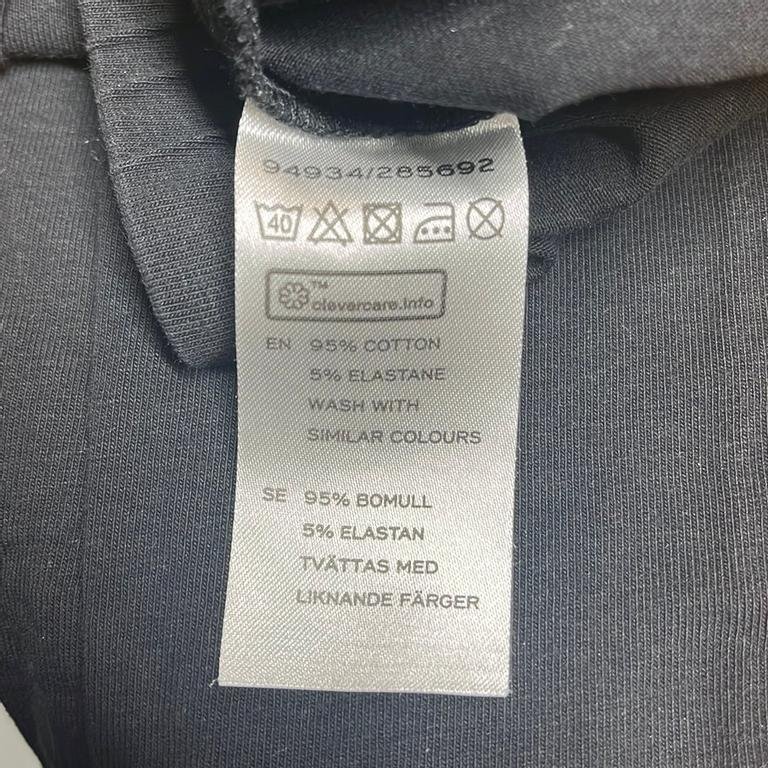 94934/285692
40
™
clevercare.info
EN 95% COTTON
5% ELASTANE
WASH WITH
SIMILAR COLOURS
SE 95% BOMULL
5% ELASTAN
TVÄTTAS MED
LIKNANDE FÄRGER